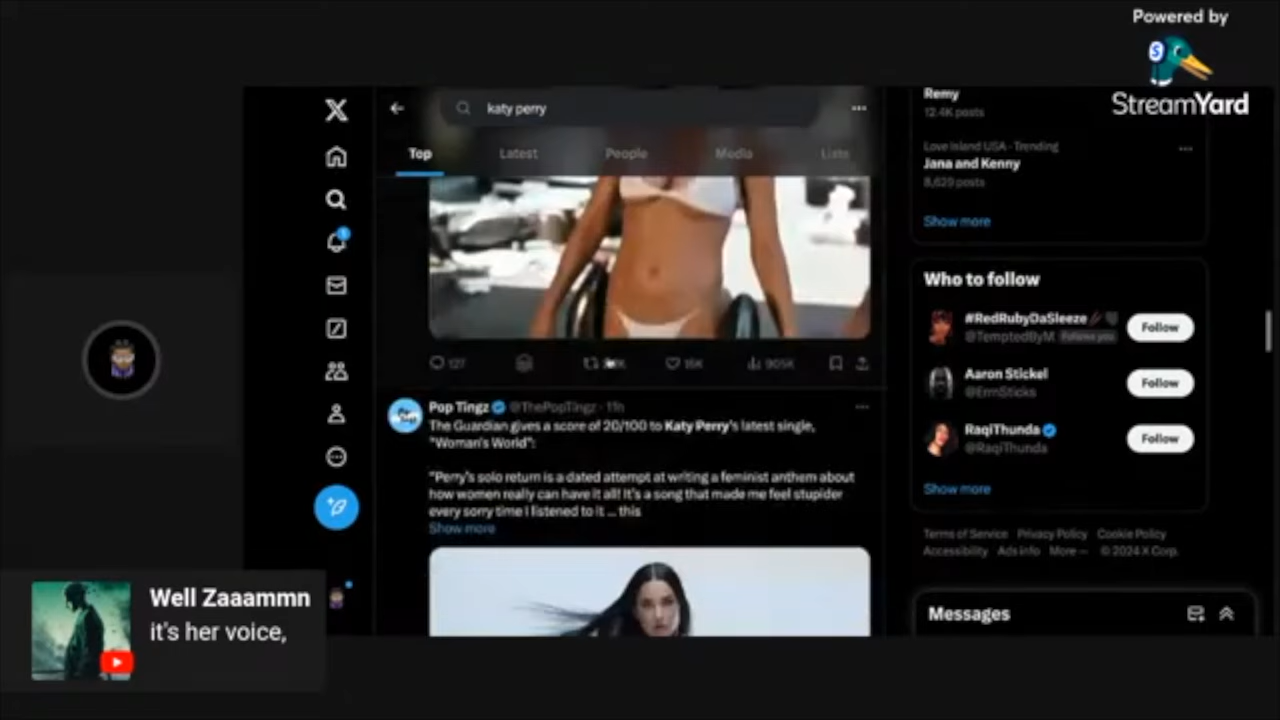 Powered by
StreamYard
katy perry
Top
Latest
People
Media
Lists
127
16K
905K
Pop Tingz @ThePopTingz · 11h
The Guardian gives a score of 20/100 to Katy Perry's latest single,
"Woman's World":
"Perry's solo return is a dated attempt at writing a feminist anthem about
how women really can have it all! It's a song that made me feel stupider
every sorry time I listened to it ... this
Show more
Remy
12.4K posts
Love Island USA · Trending
Jana and Kenny
8,629 posts
Show more
Who to follow
#RedRubyDaSleeze
@TemptedByM Follows you
Follow
Aaron Stickel
@ErmSticks
Follow
RaqiThunda
@RaqiThunda
Follow
Show more
Terms of Service Privacy Policy Cookie Policy
Accessibility Ads info More ··· © 2024 X Corp.
Messages
Well Zaaammn
it's her voice,